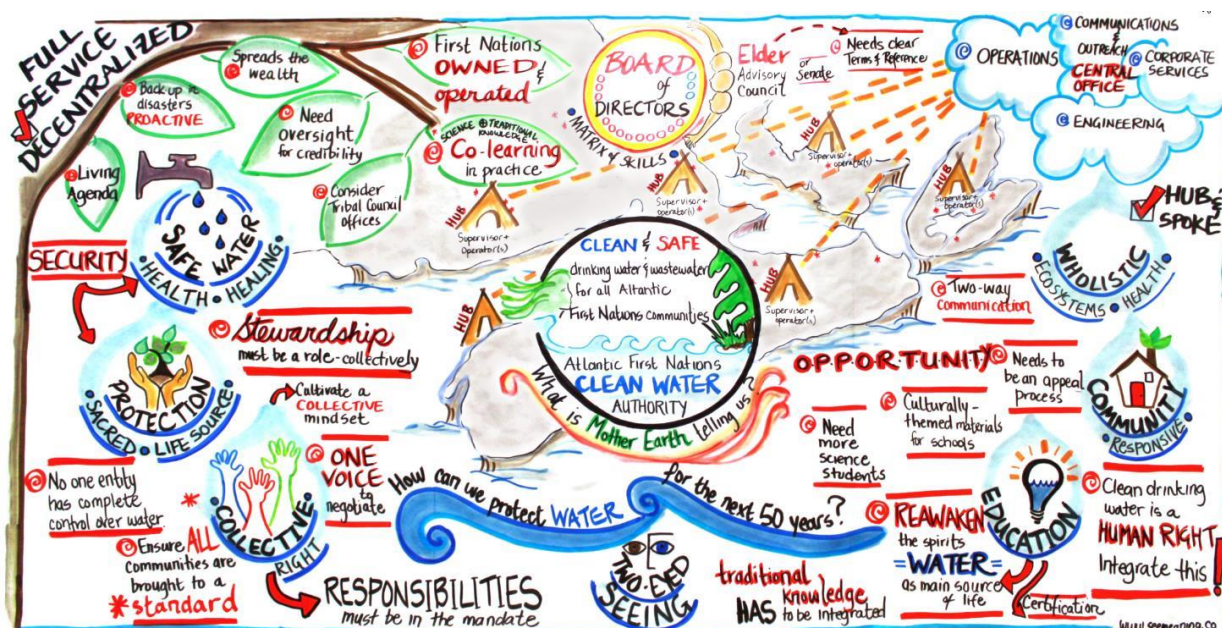 FULL
SERVICE
DECENTRALIZED
Spreads the
wealth
Back up in
disasters
PROACTIVE
Need
oversight
for credibility
Living
Agenda
Consider
Tribal Council
offices
First Nations
OWNED &
operated
SCIENCE ⊕ TRADITIONAL
KNOWLEDGE
Co-learning
in practice
BOARD
of
DIRECTORS
MATRIX of SKILLS
Elder
Advisory
Council
or
Senate
Needs clear
Terms of Reference
OPERATIONS
COMMUNICATIONS
&
OUTREACH
CORPORATE
SERVICES
CENTRAL
OFFICE
ENGINEERING
HUB &
SPOKE
HUB
Supervisor +
operator(s)
HUB
Supervisor +
operator(s)
HUB
Supervisor +
operator(s)
HUB
Supervisor +
operator(s)
HUB
Supervisor +
operator(s)
HUB
SECURITY
SAFE WATER
HEALTH • HEALING
PROTECTION
SACRED • LIFE SOURCE
Stewardship
must be a role - collectively
Cultivate a
COLLECTIVE
mindset
ONE
VOICE
to
negotiate
No one entity
has complete
control over water
COLLECTIVE
RIGHT
* Ensure ALL
communities are
brought to a
* standard
RESPONSIBILITIES
must be in the mandate
CLEAN & SAFE
drinking water & wastewater
for all Altantic
First Nations communities
Atlantic First Nations
CLEAN WATER
AUTHORITY
What is Mother Earth telling us?
How can we protect WATER
for the next 50 years?
TWO-EYED
SEEING
traditional
knowledge
HAS to be integrated
WHOLISTIC
ECOSYSTEMS • HEALTH
Two-way
communication
OPPORTUNITY
Needs to
be an appeal
process
Culturally-
themed materials
for schools
Need
more
science
students
COMMUNITY
RESPONSIVE
EDUCATION
REAWAKEN
the spirits
=WATER=
as main source
of life
Certification
Clean drinking
water is a
HUMAN RIGHT
Integrate this!